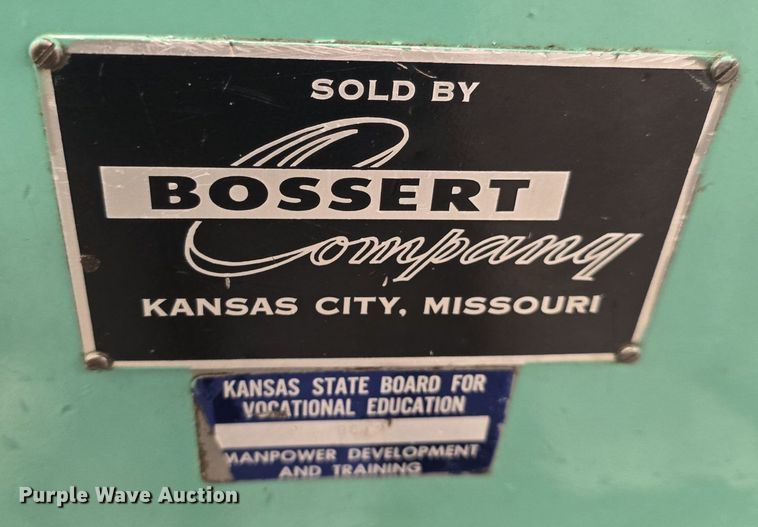 SOLD BY
BOSSERT
Company
KANSAS CITY, MISSOURI
KANSAS STATE BOARD FOR
VOCATIONAL EDUCATION
MANPOWER DEVELOPMENT
AND TRAINING
Purple Wave Auction